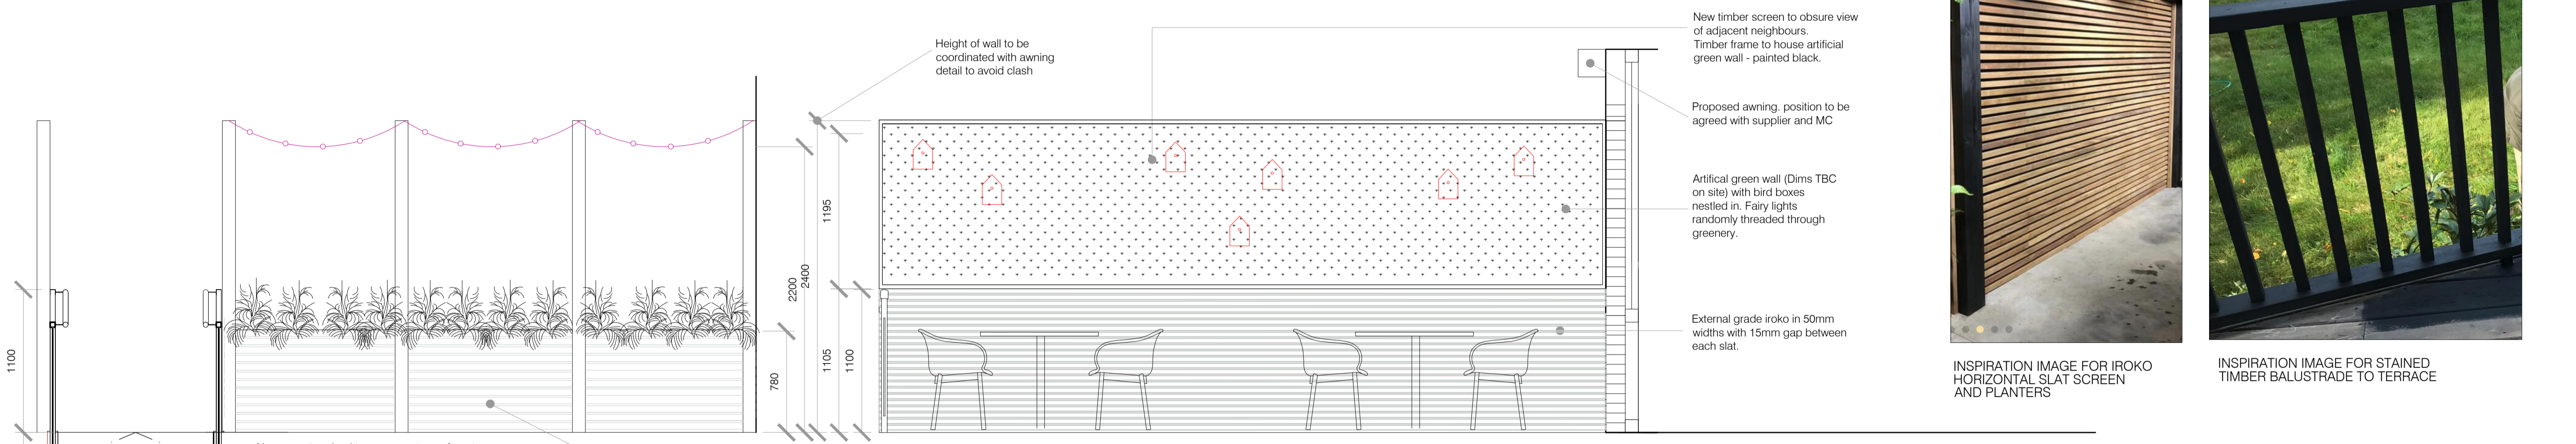 Height of wall to be
coordinated with awning
detail to avoid clash
New timber screen to obsure view
of adjacent neighbours.
Timber frame to house artificial
green wall - painted black.
Proposed awning. position to be
agreed with supplier and MC
Artifical green wall (Dims TBC
on site) with bird boxes
nestled in. Fairy lights
randomly threaded through
greenery.
External grade iroko in 50mm
widths with 15mm gap between
each slat.
1100
780
2200
2400
1195
1105
1100
INSPIRATION IMAGE FOR IROKO
HORIZONTAL SLAT SCREEN
AND PLANTERS
INSPIRATION IMAGE FOR STAINED
TIMBER BALUSTRADE TO TERRACE